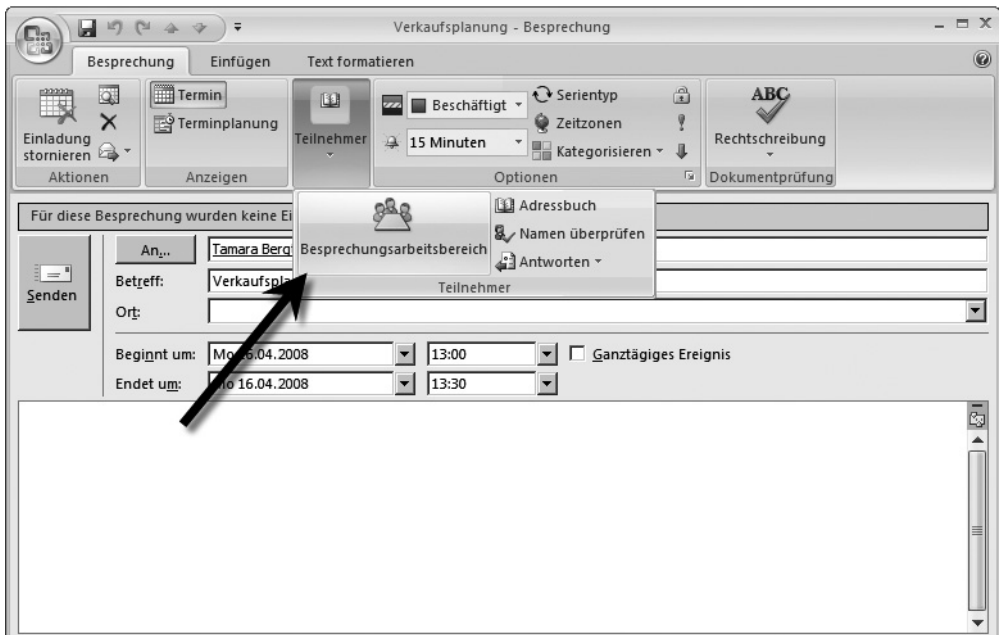 Verkaufsplanung - Besprechung
Besprechung Einfügen Text formatieren
Termin
Terminplanung
Einladung
stornieren
Aktionen
Anzeigen
Teilnehmer
Beschäftigt
15 Minuten
Serientyp
Zeitzonen
Kategorisieren
Optionen
ABC
Rechtschreibung
Dokumentprüfung
Besprechungsarbeitsbereich
Adressbuch
Namen überprüfen
Antworten
Teilnehmer
Für diese Besprechung wurden keine Ei
Senden
An... Tamara Berg
Betreff: Verkaufspla
Ort:
Beginnt um: Mo 16.04.2008 13:00 Ganztägiges Ereignis
Endet um: Mo 16.04.2008 13:30